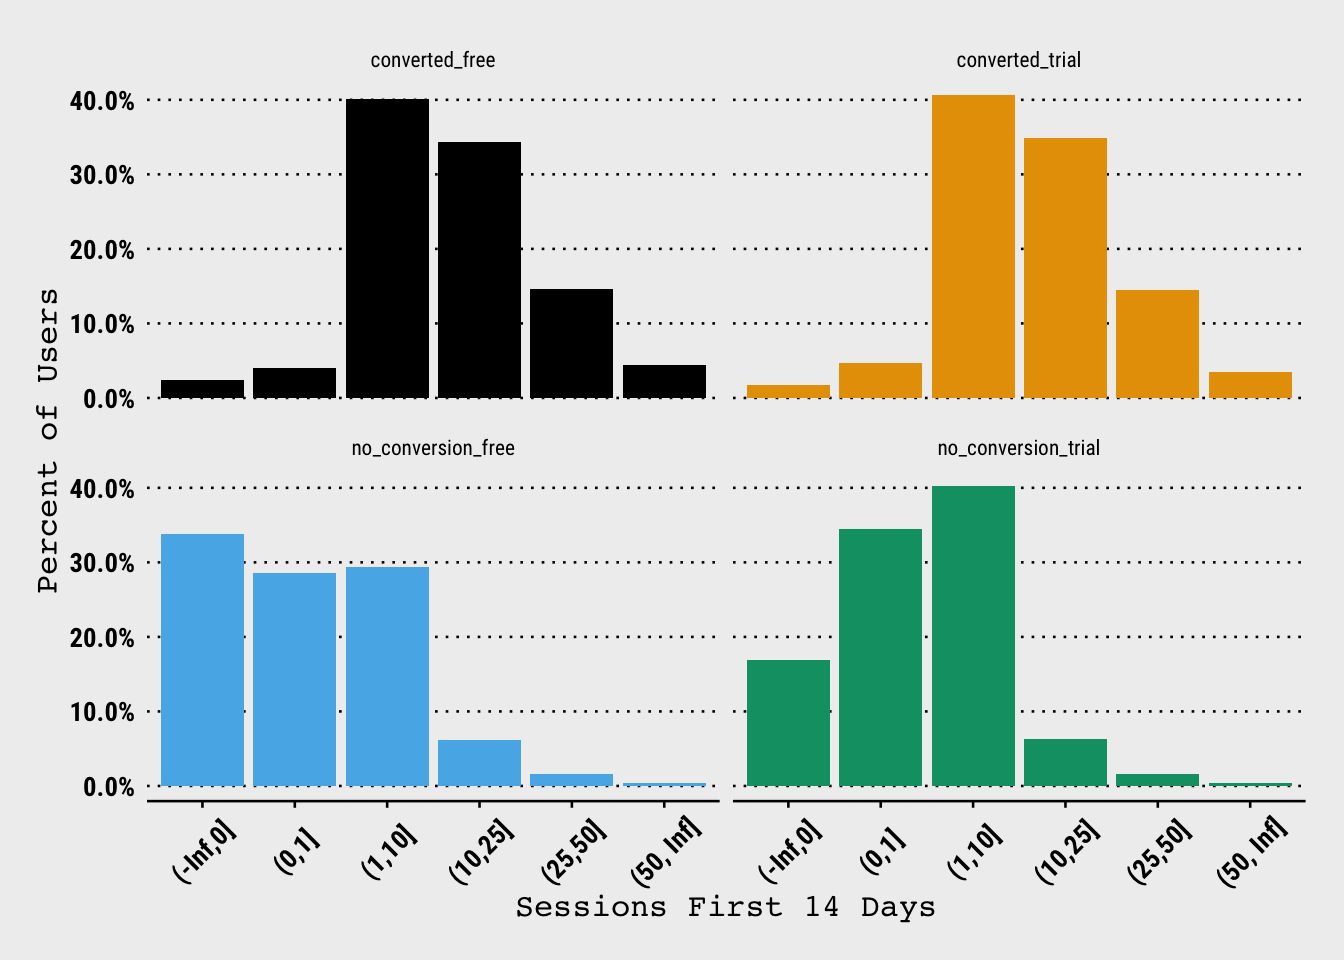 converted_free
converted_trial
40.0%
30.0%
20.0%
10.0%
0.0%
no_conversion_free
no_conversion_trial
40.0%
30.0%
20.0%
10.0%
0.0%
Percent of Users
(-Inf,0]
(0,1]
(1,10]
(10,25]
(25,50]
(50, Inf]
(-Inf,0]
(0,1]
(1,10]
(10,25]
(25,50]
(50, Inf]
Sessions First 14 Days